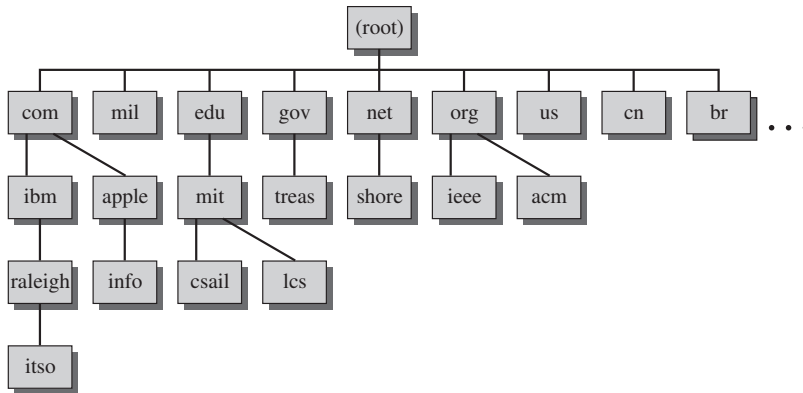 (root)
com mil edu gov net org us cn br • • •
ibm apple mit treas shore ieee acm
raleigh info csail lcs
itso